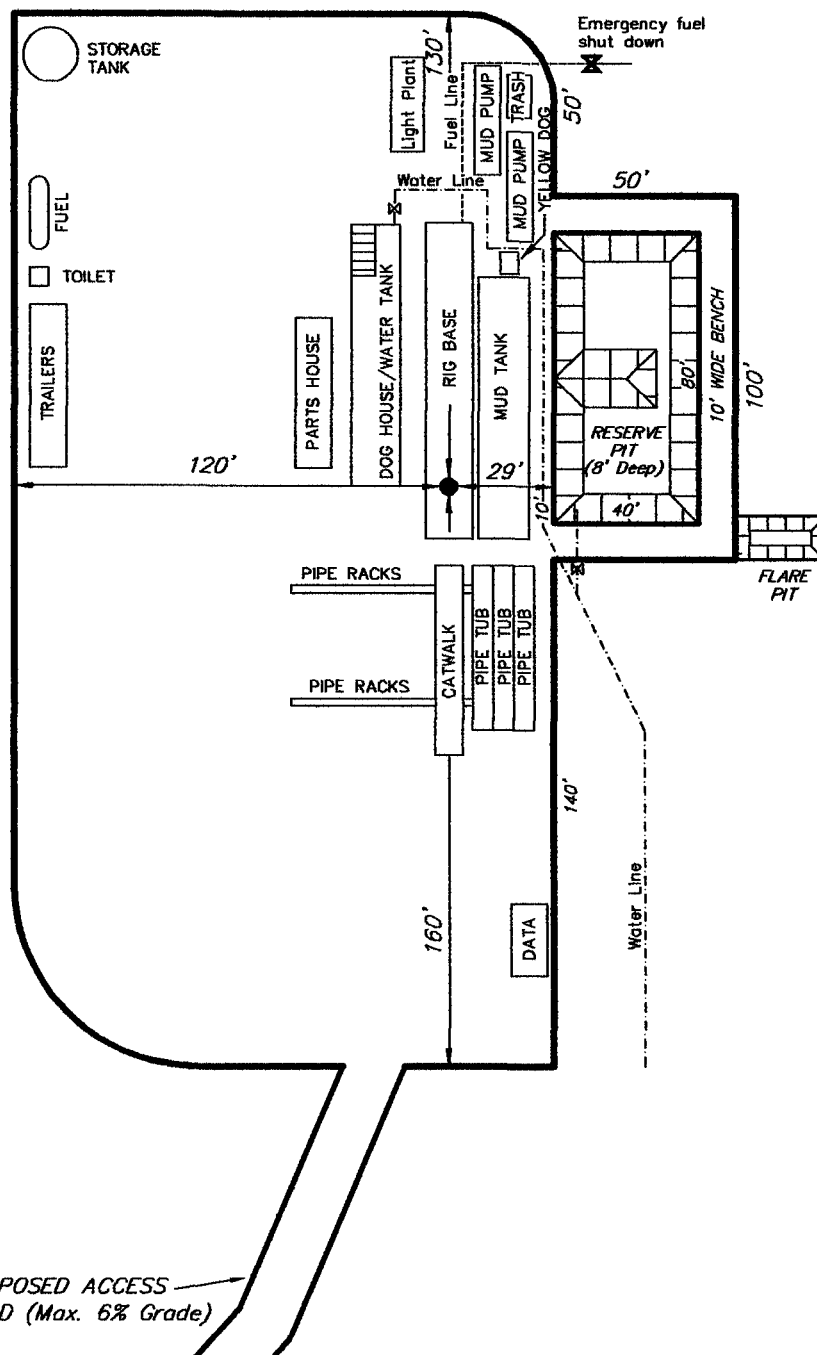 STORAGE
TANK
Emergency fuel
shut down
130'
Light Plant
Fuel Line
MUD PUMP
TRASH
50'
MUD PUMP
YELLOW DOG
Water Line
50'
FUEL
TOILET
TRAILERS
PARTS HOUSE
DOG HOUSE/WATER TANK
RIG BASE
MUD TANK
80'
10' WIDE BENCH
100'
RESERVE
PIT
(8' Deep)
120'
29'
10'
40'
FLARE
PIT
PIPE RACKS
CATWALK
PIPE TUB
PIPE TUB
PIPE TUB
PIPE RACKS
140'
160'
DATA
Water Line
POSED ACCESS
D (Max. 6% Grade)